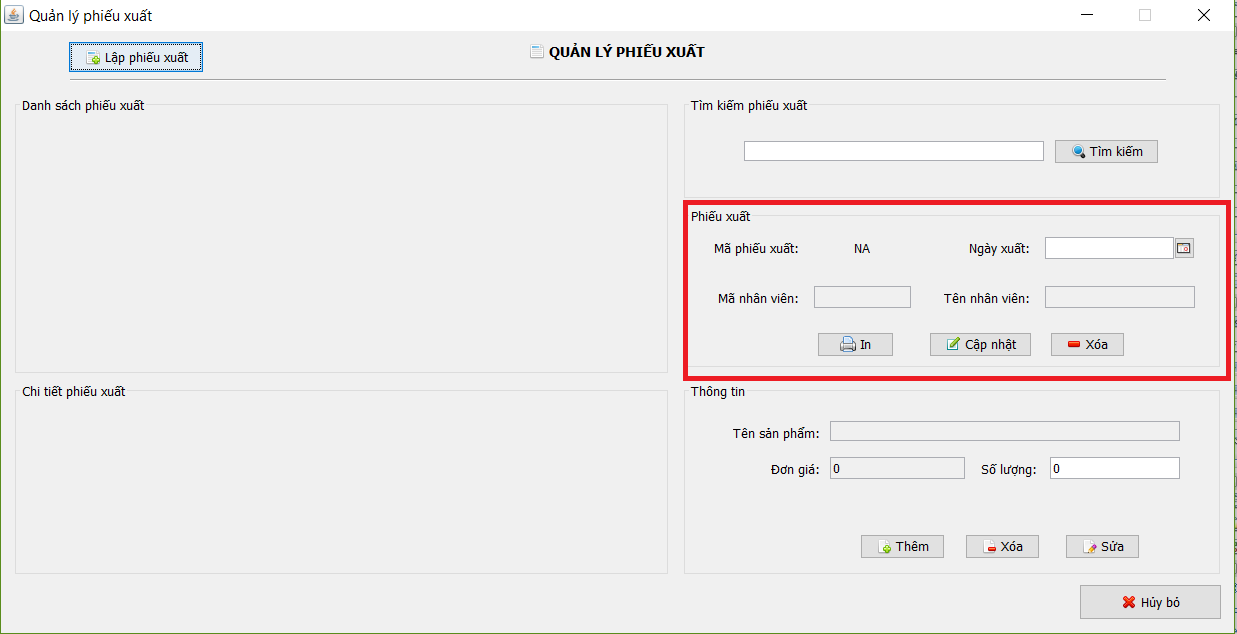 Quản lý phiếu xuất
Lập phiếu xuất
QUẢN LÝ PHIẾU XUẤT
Danh sách phiếu xuất
Tìm kiếm phiếu xuất
Tìm kiếm
Phiếu xuất
Mã phiếu xuất: NA Ngày xuất:
Mã nhân viên: Tên nhân viên:
In Cập nhật Xóa
Chi tiết phiếu xuất
Thông tin
Tên sản phẩm:
Đơn giá: 0 Số lượng: 0
Thêm Xóa Sửa
Hủy bỏ